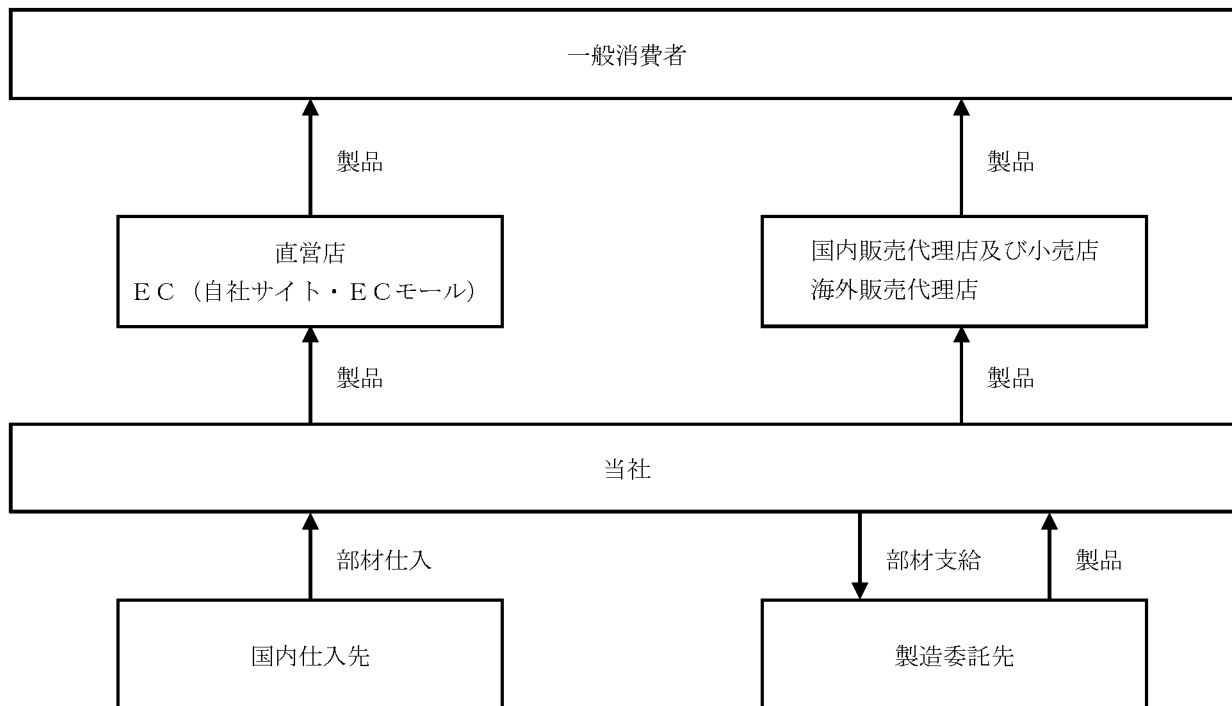 一般消費者
製品
製品
直営店
ＥＣ（自社サイト・ＥＣモール）
国内販売代理店及び小売店
海外販売代理店
製品
製品
当社
部材仕入
部材支給
製品
国内仕入先
製造委託先